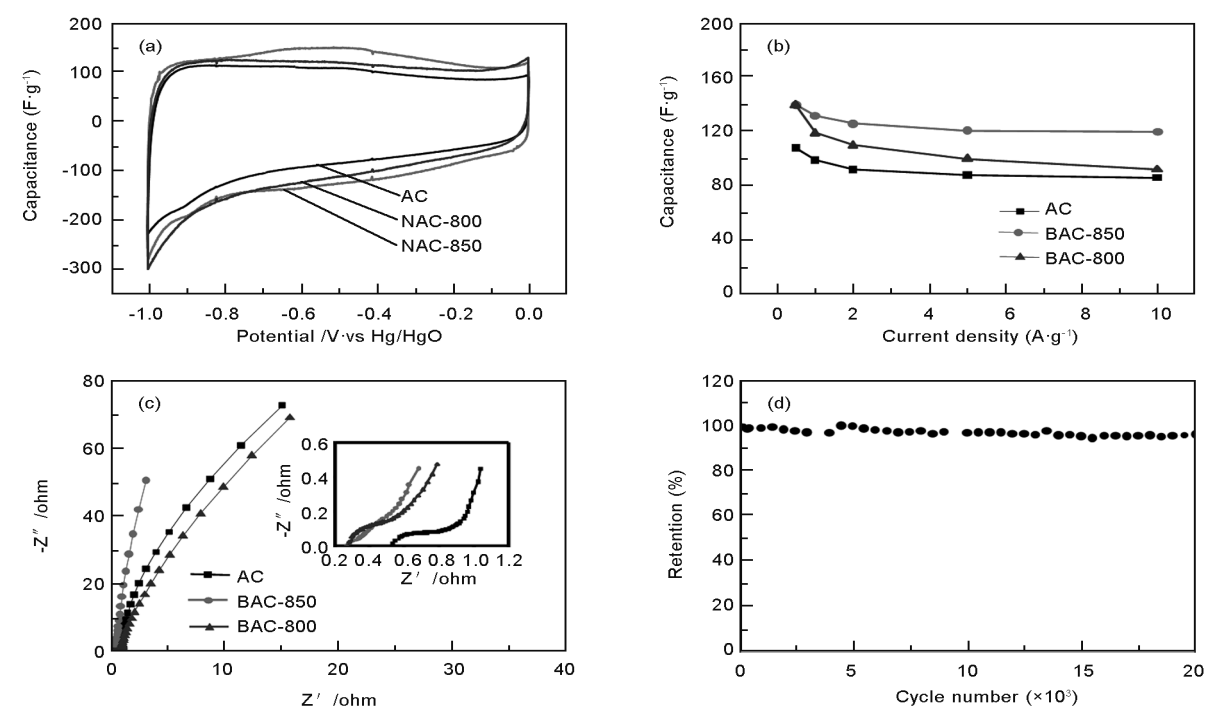 (a)
200
100
0
-100
-200
-300
Capacitance (F·g⁻¹)
AC
NAC-800
NAC-850
-1.0 -0.8 -0.6 -0.4 -0.2 0.0
Potential /V·vs Hg/HgO
(b)
200
160
120
80
40
0
Capacitance (F·g⁻¹)
AC
BAC-850
BAC-800
0 2 4 6 8 10
Current density (A·g⁻¹)
(c)
80
60
40
20
0
-Z″ /ohm
0.6
0.4
0.2
0.0
-Z″ /ohm
0.2 0.4 0.6 0.8 1.0 1.2
Z′ /ohm
AC
BAC-850
BAC-800
0 5 10 20 30 40
Z′ /ohm
(d)
120
100
80
60
40
20
0
Retention (%)
0 5 10 15 20
Cycle number (×10³)